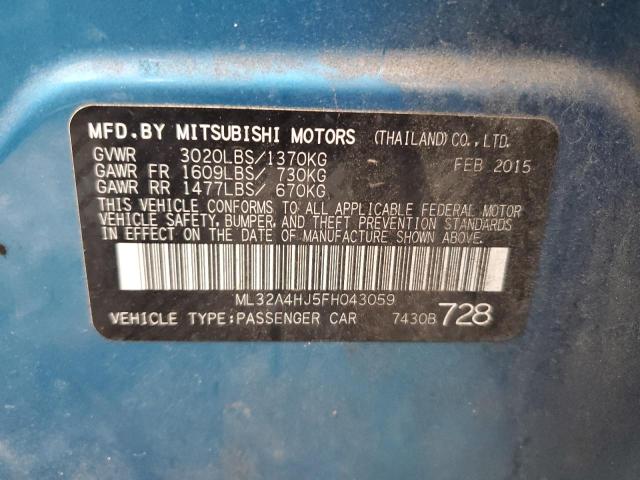 MFD.BY MITSUBISHI MOTORS (THAILAND)CO.,LTD.
GVWR 3020LBS/1370KG FEB 2015
GAWR FR 1609LBS/ 730KG
GAWR RR 1477LBS/ 670KG
THIS VEHICLE CONFORMS TO ALL APPLICABLE FEDERAL MOTOR
VEHICLE SAFETY, BUMPER, AND THEFT PREVENTION STANDARDS
IN EFFECT ON THE DATE OF MANUFACTURE SHOWN ABOVE.
ML32A4HJ5FH043059
VEHICLE TYPE:PASSENGER CAR 7430B 728